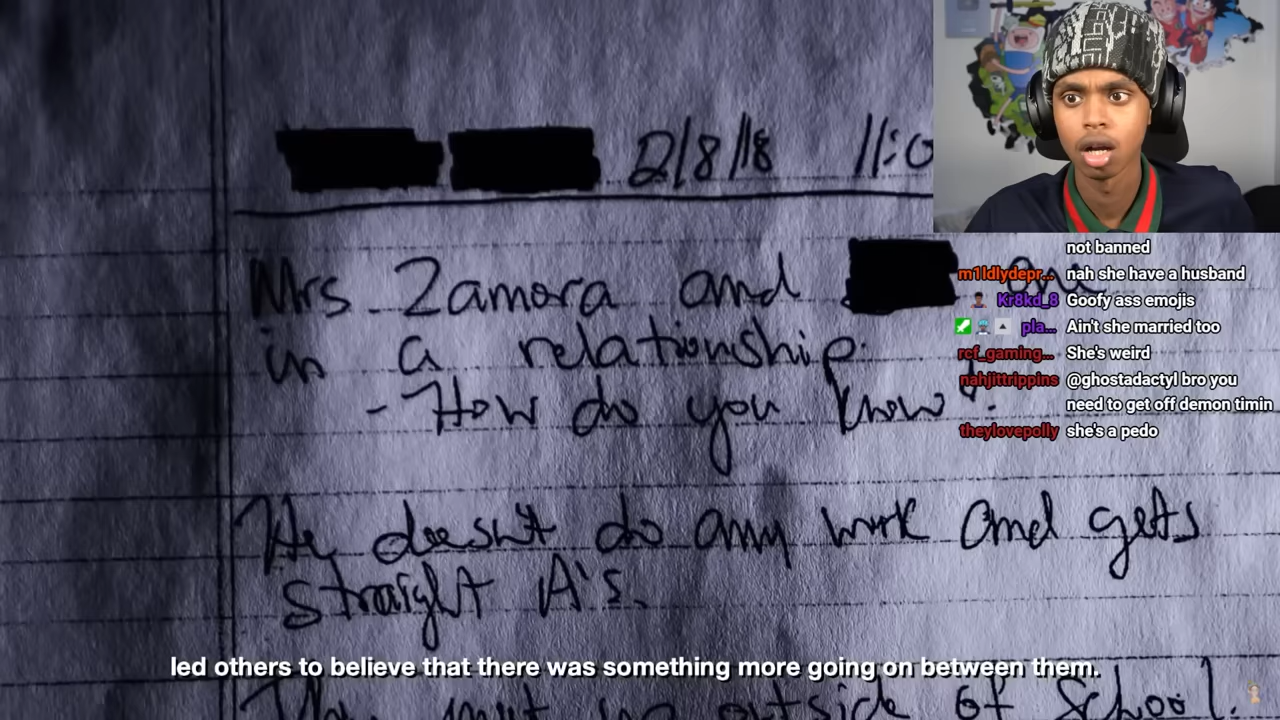 2/8/18 11:0
Mrs. Zamora and are
in a relationship.
- How do you know?
He doesn't do any work and gets
straight A's.
outside of School.
led others to believe that there was something more going on between them.
not banned
m1ldlydepr... nah she have a husband
Kr8kd_8 Goofy ass emojis
pla... Ain't she married too
rcf_gaming... She's weird
nahjittrippins @ghostadactyl bro you
need to get off demon timin
theylovepolly she's a pedo